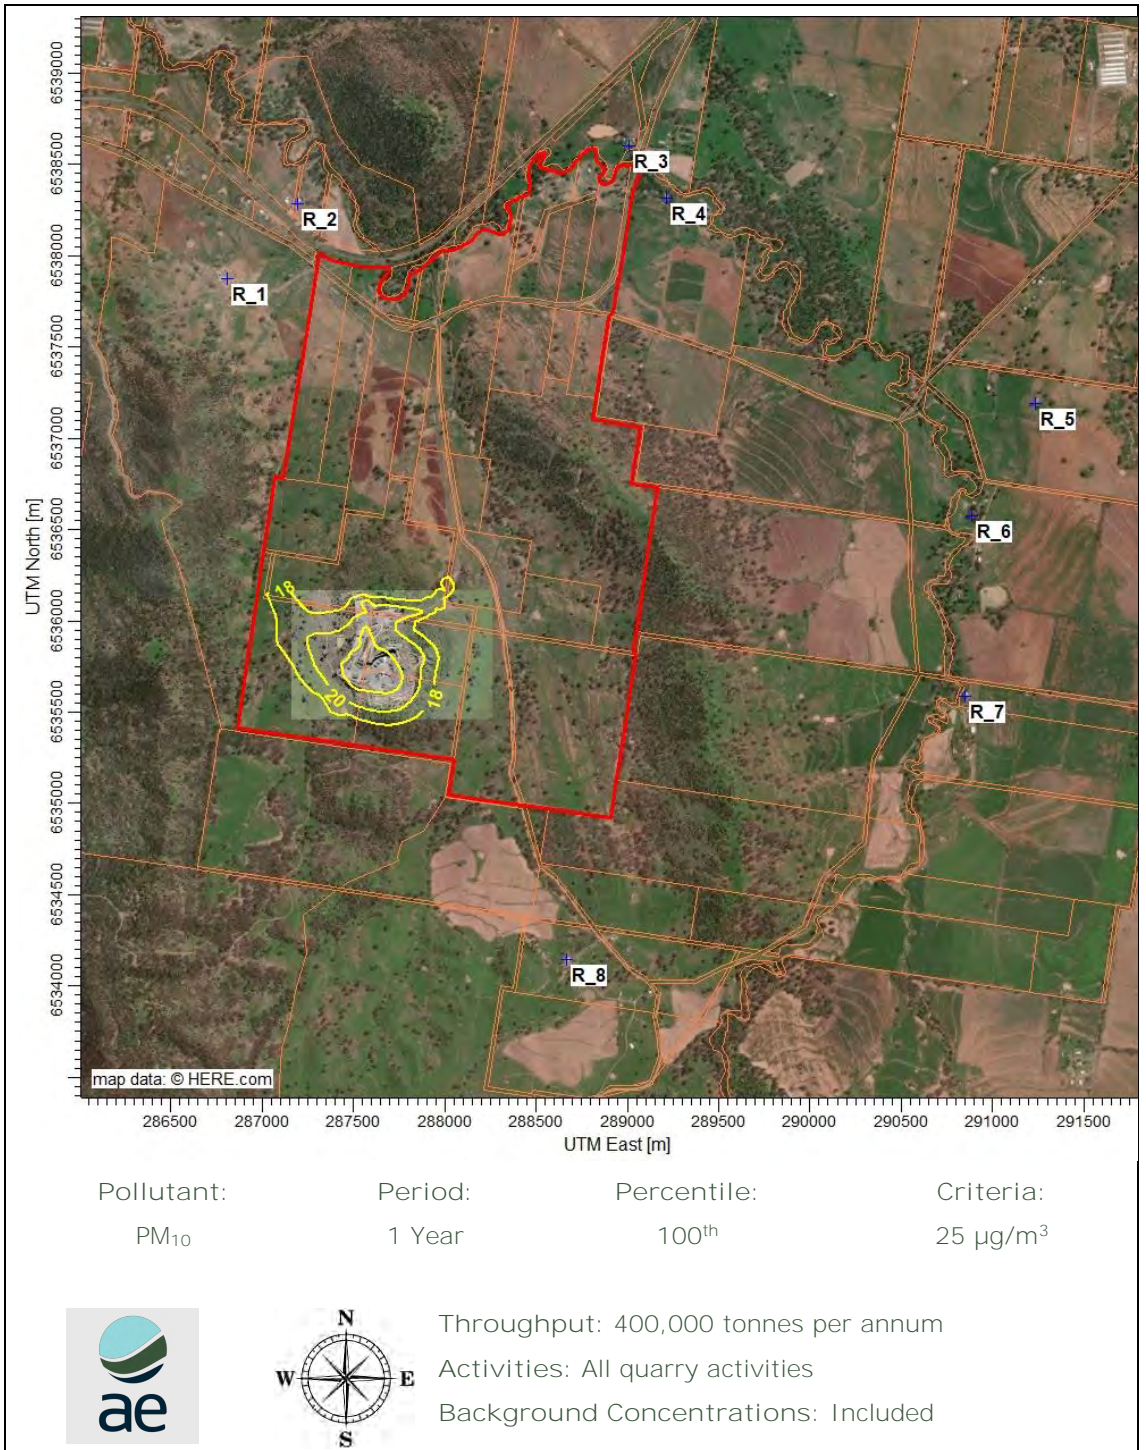 6539000
6538500
6538000
6537500
6537000
6536500
6536000
6535500
6535000
6534500
6534000
UTM North [m]
R_3
R_4
R_2
R_1
R_5
R_6
R_7
R_8
18
20
18
map data: © HERE.com
286500 287000 287500 288000 288500 289000 289500 290000 290500 291000 291500
UTM East [m]
Pollutant: Period: Percentile: Criteria:
PM₁₀ 1 Year 100ᵗʰ 25 µg/m³
ae
N
W E
S
Throughput: 400,000 tonnes per annum
Activities: All quarry activities
Background Concentrations: Included